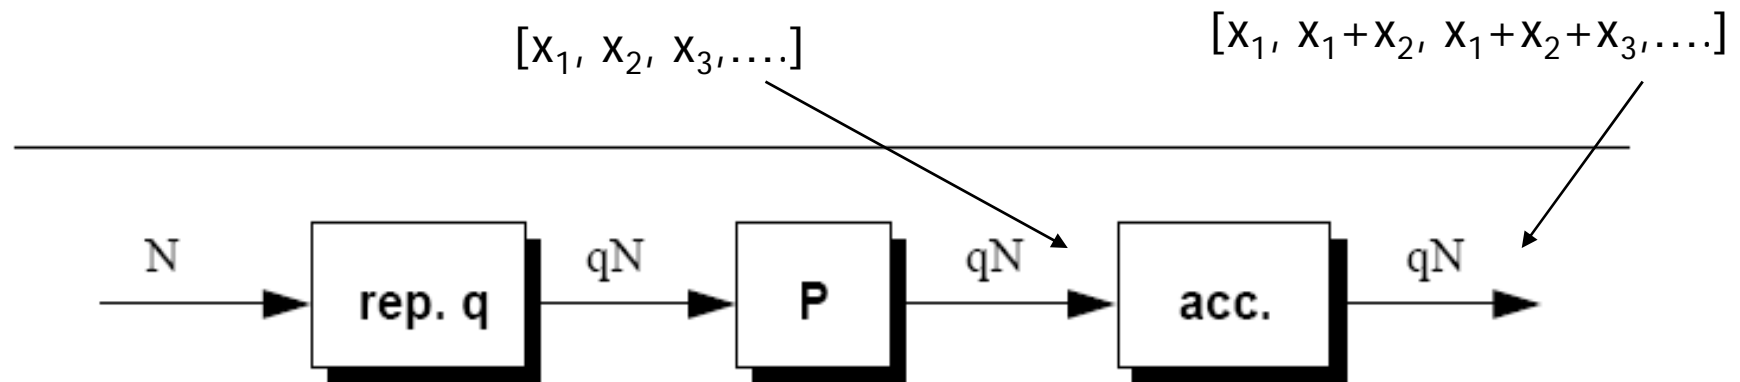 [x₁, x₂, x₃,....]
[x₁, x₁+x₂, x₁+x₂+x₃,....]
N
qN
qN
qN
rep. q
P
acc.